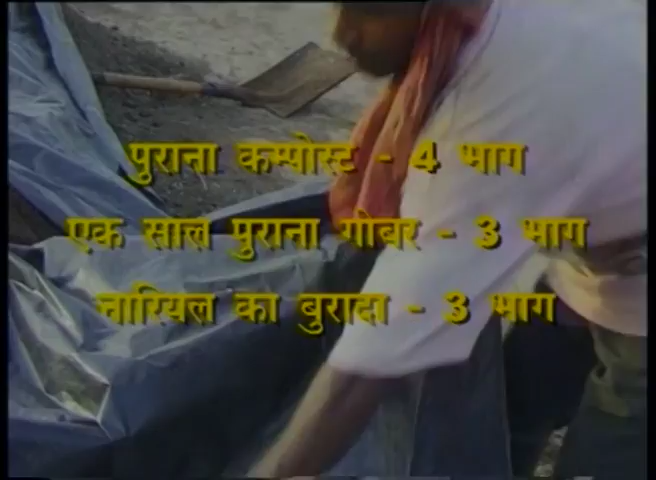 पुराना कम्पोस्ट - 4 भाग
एक साल पुराना गोबर - 3 भाग
नारियल का बुरादा - 3 भाग